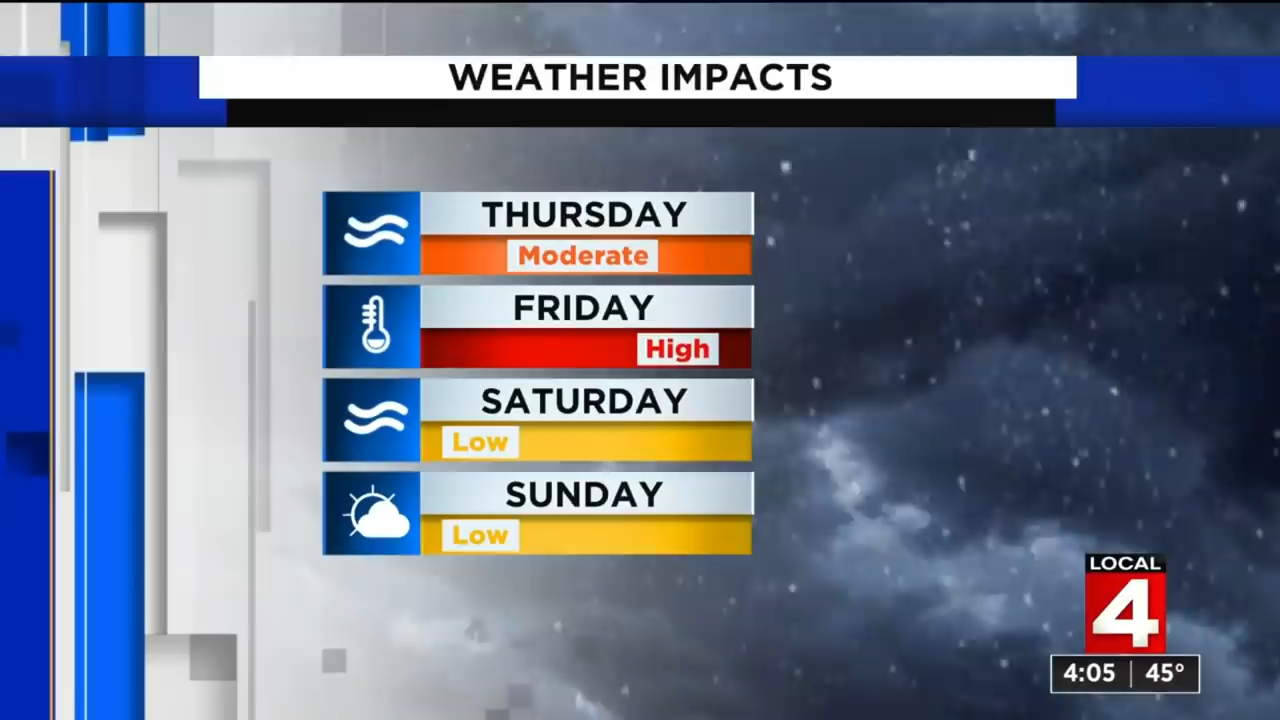 WEATHER IMPACTS
THURSDAY
Moderate
FRIDAY
High
SATURDAY
Low
SUNDAY
Low
LOCAL
4
4:05 45°